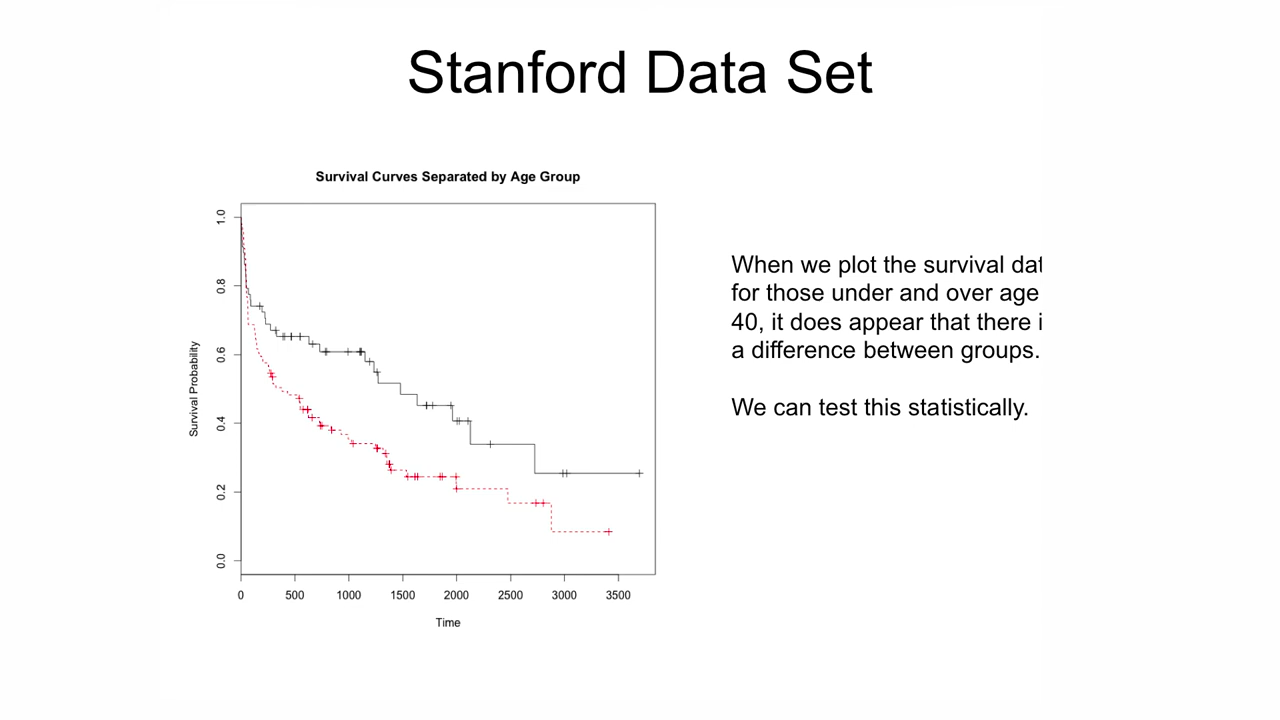 Stanford Data Set
Survival Curves Separated by Age Group
Survival Probability
1.0
0.8
0.6
0.4
0.2
0.0
0 500 1000 1500 2000 2500 3000 3500
Time
When we plot the survival dat
for those under and over age
40, it does appear that there i
a difference between groups.
We can test this statistically.